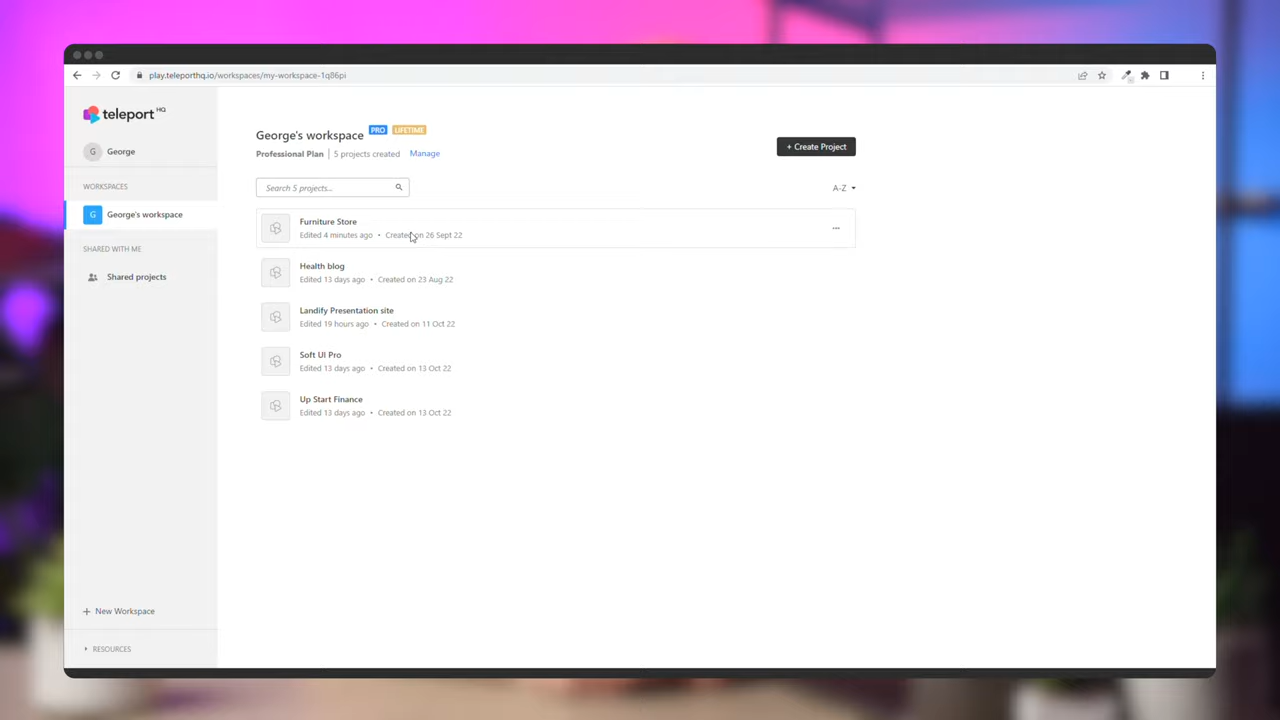 play.teleporthq.io/workspaces/my-workspace-1q86pi
teleport HQ
G George
WORKSPACES
G George's workspace
SHARED WITH ME
Shared projects
+ New Workspace
RESOURCES
George's workspace PRO LIFETIME
Professional Plan | 5 projects created Manage
+ Create Project
Search 5 projects...
A-Z
Furniture Store
Edited 4 minutes ago • Created on 26 Sept 22
Health blog
Edited 13 days ago • Created on 23 Aug 22
Landify Presentation site
Edited 19 hours ago • Created on 11 Oct 22
Soft UI Pro
Edited 13 days ago • Created on 13 Oct 22
Up Start Finance
Edited 13 days ago • Created on 13 Oct 22